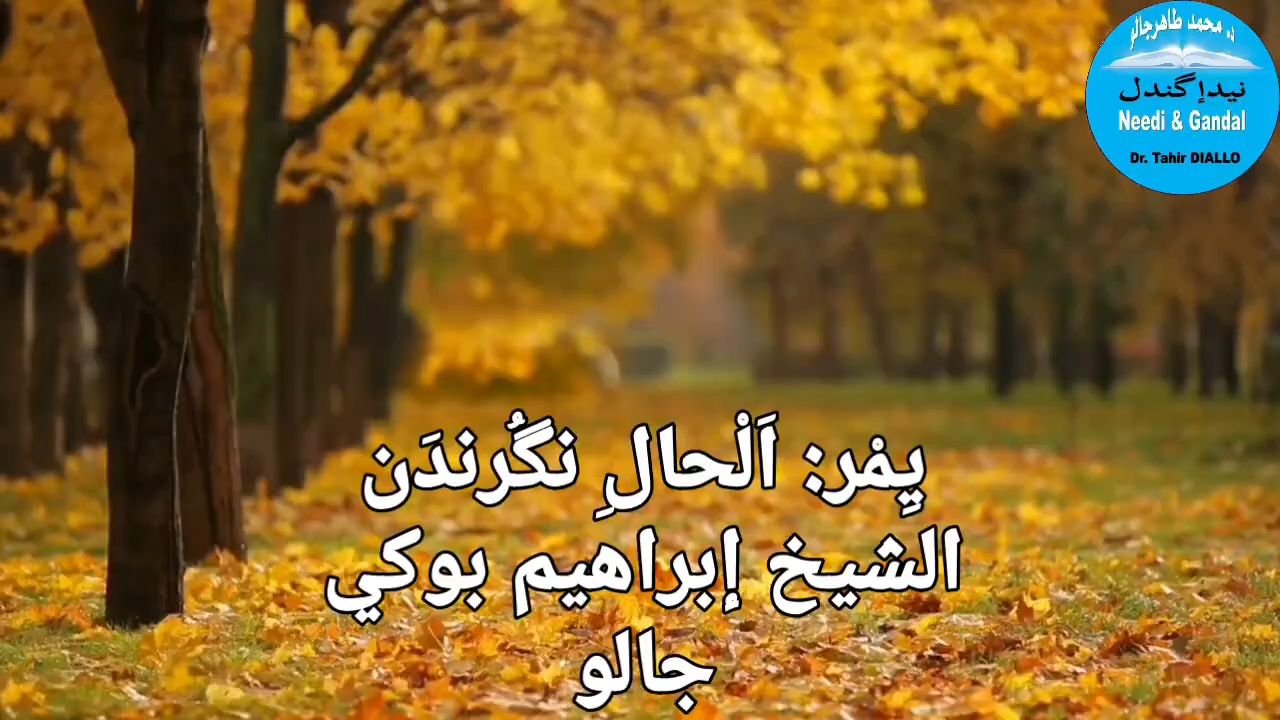 د. محمد طاهرجالو
نيدإگندل
Needi & Gandal
Dr. Tahir DIALLO
يِمْر: اَلْحالِ نگُرندَن
الشيخ إبراهيم بوكي
جالو